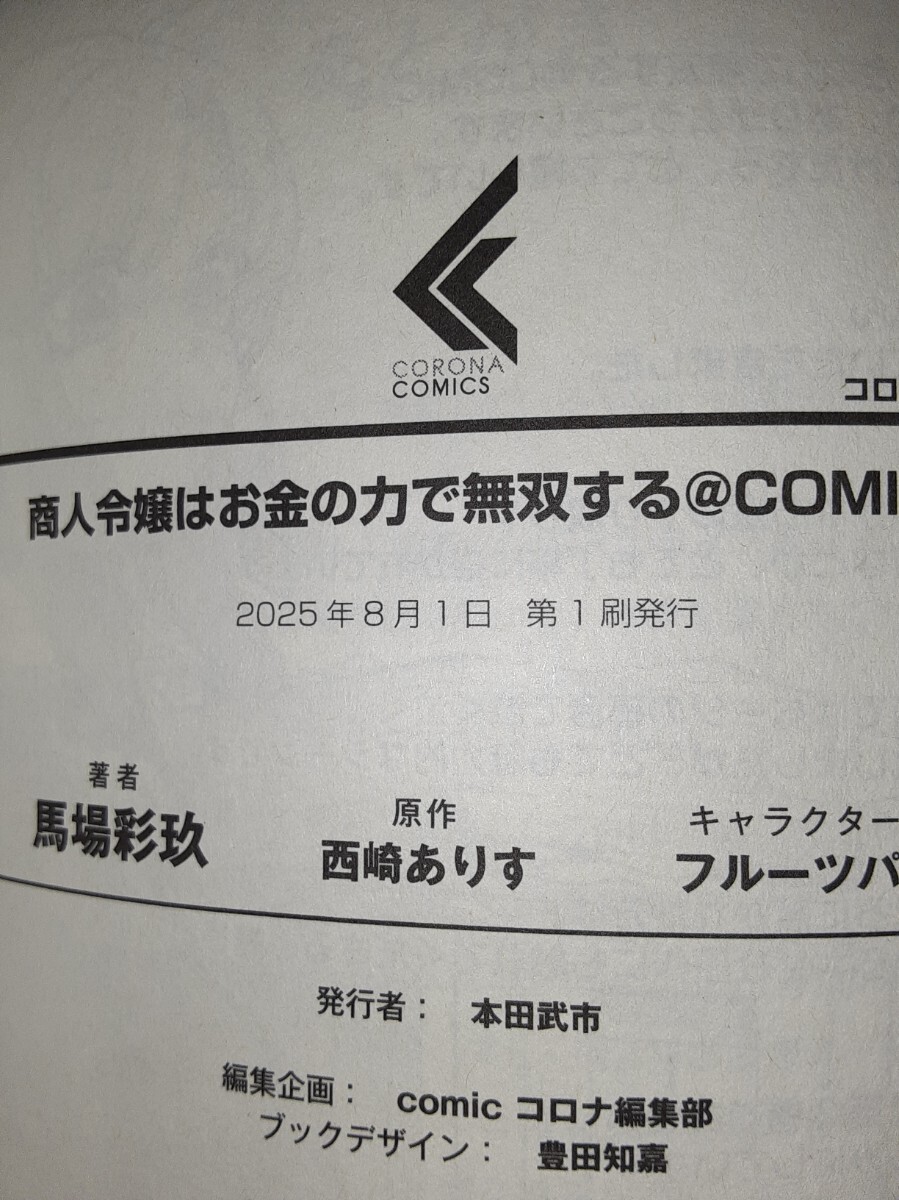 CORONA
COMICS
コロ
商人令嬢はお金の力で無双する@COMI
2025年8月1日 第1刷発行
著者
馬場彩玖
原作
西崎ありす
キャラクター
フルーツパ
発行者： 本田武市
編集企画： comic コロナ編集部
ブックデザイン： 豊田知嘉